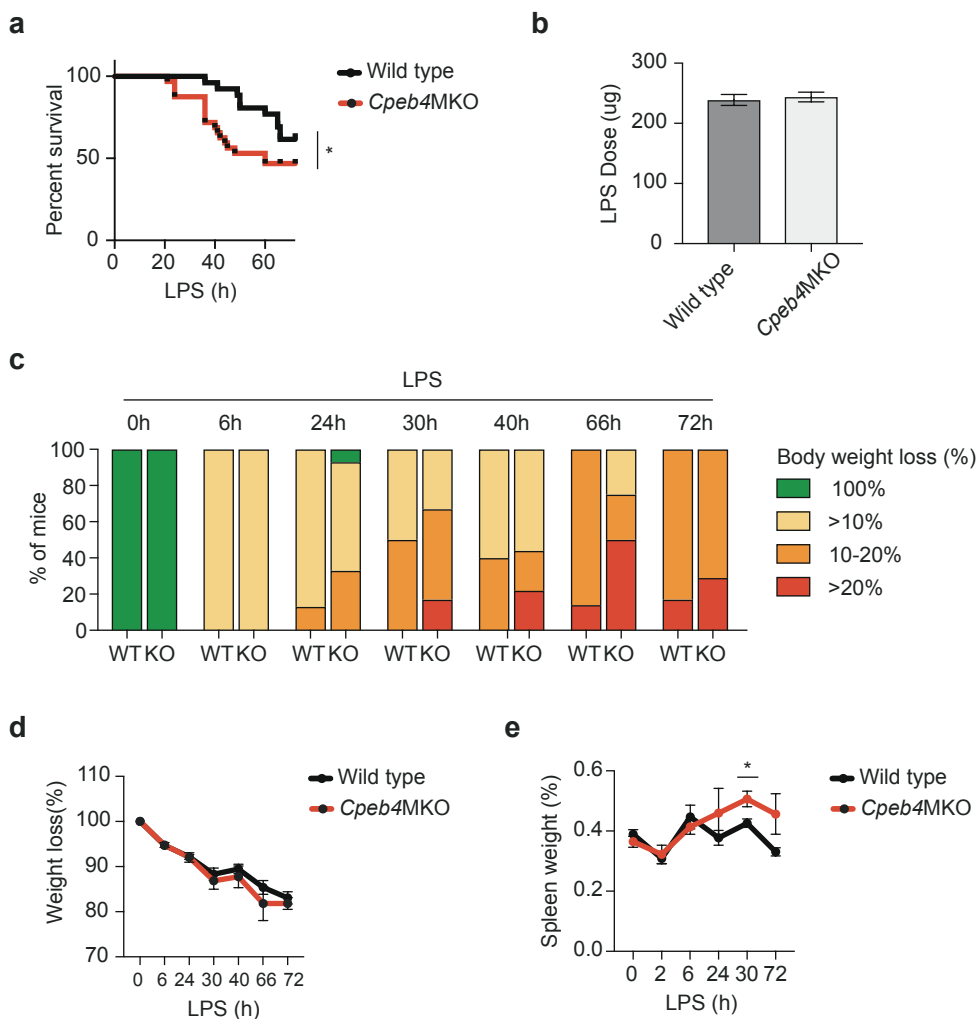 a
Percent survival
100
50
0
0 20 40 60
LPS (h)
Wild type
Cpeb4MKO
*
b
LPS Dose (ug)
300
200
100
0
Wild type
Cpeb4MKO
c
LPS
0h 6h 24h 30h 40h 66h 72h
% of mice
100
80
60
40
20
0
WT KO WT KO WT KO WT KO WT KO WT KO WT KO
Body weight loss (%)
100%
>10%
10-20%
>20%
d
Weight loss(%)
110
100
90
80
70
0 6 24 30 40 66 72
LPS (h)
Wild type
Cpeb4MKO
e
Spleen weight (%)
0.6
0.4
0.2
0.0
0 2 6 24 30 72
LPS (h)
*
Wild type
Cpeb4MKO